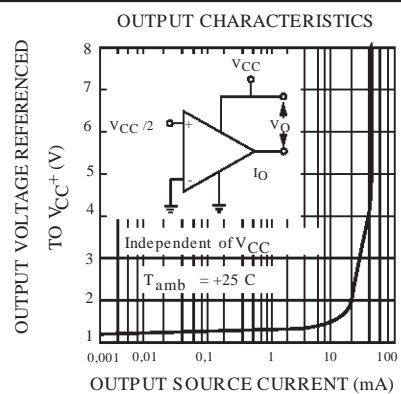 OUTPUT CHARACTERISTICS
OUTPUT VOLTAGE REFERENCED
TO VCC+ (V)
8
7
6
5
4
3
2
1
VCC
VCC /2
+
-
VO
IO
Independent of VCC
Tamb = +25 C
0,001 0,01 0,1 1 10 100
OUTPUT SOURCE CURRENT (mA)